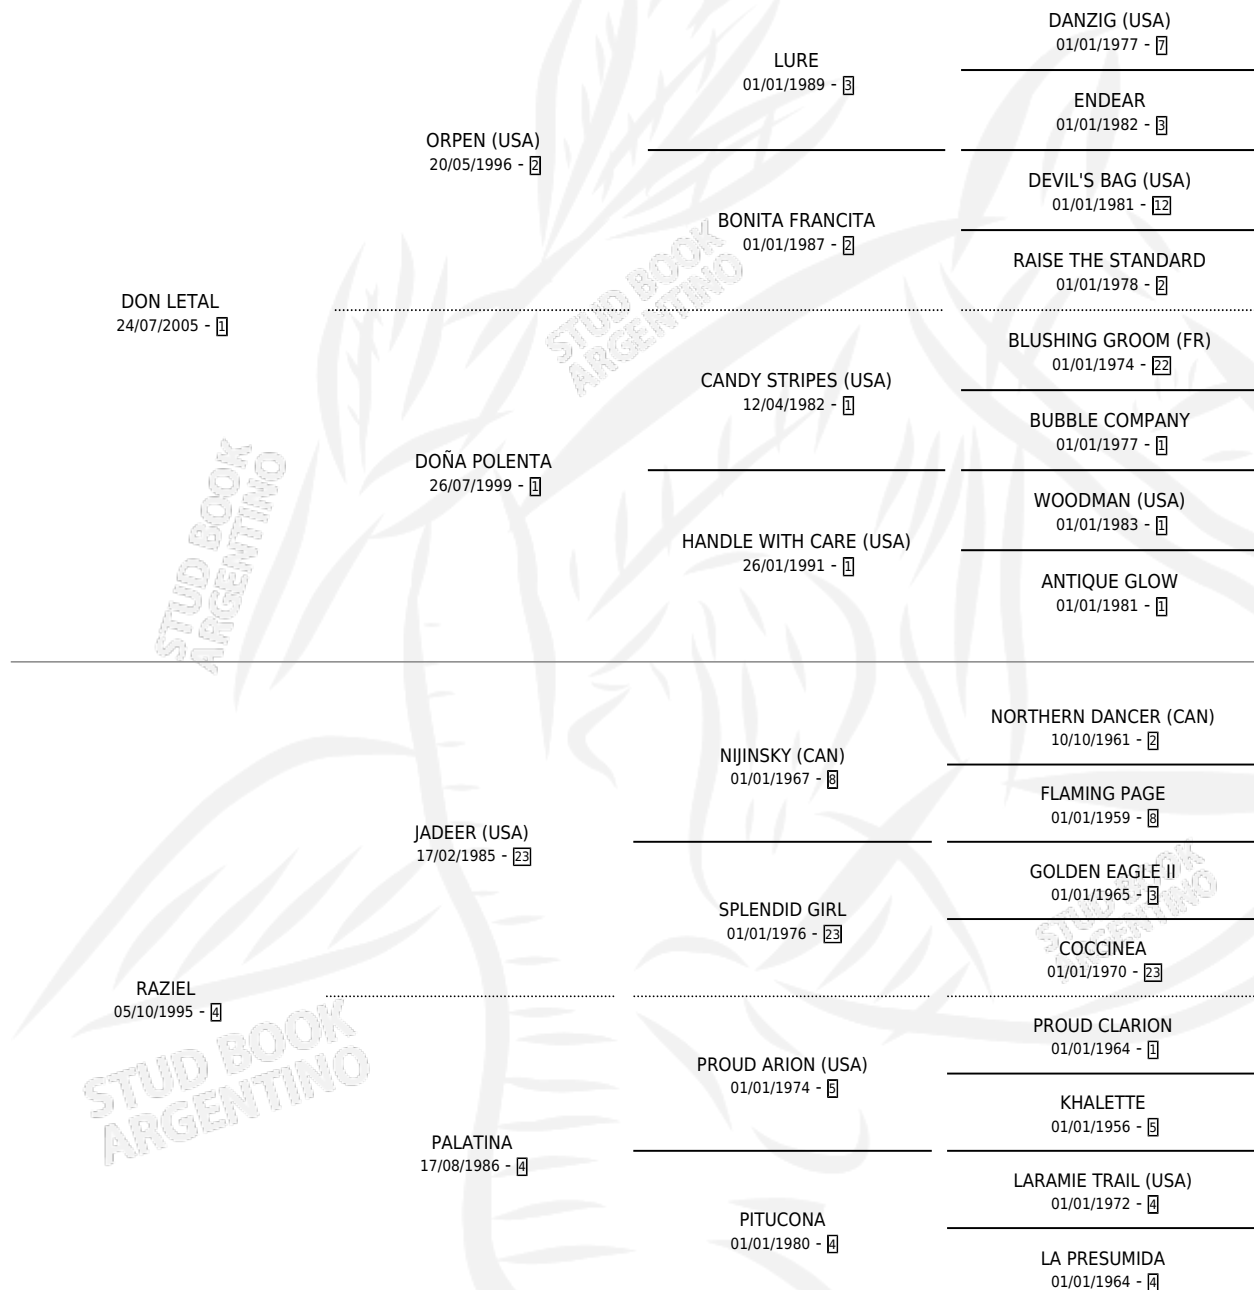 DANZIG (USA)
01/01/1977 - 7
LURE
01/01/1989 - 3
ENDEAR
01/01/1982 - 3
ORPEN (USA)
20/05/1996 - 2
DEVIL'S BAG (USA)
01/01/1981 - 12
BONITA FRANCITA
01/01/1987 - 2
RAISE THE STANDARD
01/01/1978 - 2
STUD BOOK
ARGENTINO
DON LETAL
24/07/2005 - 1
BLUSHING GROOM (FR)
01/01/1974 - 22
CANDY STRIPES (USA)
12/04/1982 - 1
BUBBLE COMPANY
01/01/1977 - 1
DOÑA POLENTA
26/07/1999 - 1
WOODMAN (USA)
01/01/1983 - 1
HANDLE WITH CARE (USA)
26/01/1991 - 1
ANTIQUE GLOW
01/01/1981 - 1
STUD BOOK
ARGENTINO
NORTHERN DANCER (CAN)
10/10/1961 - 2
NIJINSKY (CAN)
01/01/1967 - 8
FLAMING PAGE
01/01/1959 - 8
JADEER (USA)
17/02/1985 - 23
GOLDEN EAGLE II
01/01/1965 - 3
SPLENDID GIRL
01/01/1976 - 23
COCCINEA
01/01/1970 - 23
STUD BOOK
ARGENTINO
RAZIEL
05/10/1995 - 4
PROUD CLARION
01/01/1964 - 1
PROUD ARION (USA)
01/01/1974 - 5
KHALETTE
01/01/1956 - 5
STUD BOOK
ARGENTINO
PALATINA
17/08/1986 - 4
LARAMIE TRAIL (USA)
01/01/1972 - 4
PITUCONA
01/01/1980 - 4
LA PRESUMIDA
01/01/1964 - 4